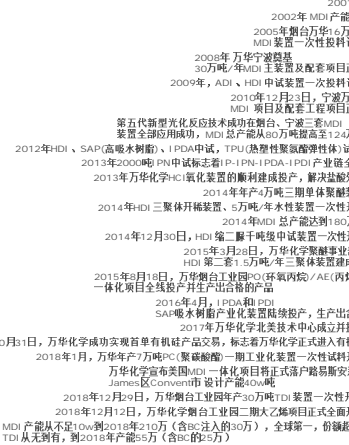 2001
2002年 MDI 产能
2005年烟台万华16万
MDI 装置一次性投料试
2008年 万华宁波奠基
30万吨/年MDI 主装置及配套项目
2009年，ADI 、HDI 中试装置一次投料
2010年12月23日，宁波万
MDI 项目及配套工程项目
第五代新型光化反应技术成功在烟台、宁波三套MDI
装置全部应用成功，MDI 总产能从80万吨提高至124万
2012年HDI 、SAP(高吸水树脂) 、IPDA中试，TPU(热塑性聚氨酯弹性体)
2013年2000吨IPN中试标志着IP-IPN-IPDA-IPDI 产业链全
2013年万华化学HCl氧化装置的顺利建成投产，解决盐酸
2014年年产4万吨三期单体聚醚
2014年HDI 三聚体开稀装置、5万吨/年水性装置一次性
2014年MDI 总产能达到180万
2014年12月30日，HDI 缩二脲千吨级中试装置一次性
2015年3月28日，万华化学聚醚事业
HDI 第二套1.5万吨/年三聚体装置建成
2015年8月18日，万华烟台工业园PO(环氧丙烷) /AE(丙烯
一体化项目全线投产并生产出合格的产品
2016年4月，IPDA和IPDI
SAP吸水树脂产业化装置陆续投产，生产出
2017年万华化学北美技术中心成立并
0月31日，万华化学成功实现首单有机硅产品交易，标志着万华化学正式进入有
2018年1月，万华年产7万吨PC(聚碳酸酯)一期工业化装置一次性试料
万华化学宣布美国MDI 一体化项目将正式落户路易斯安
James区Convent市 设计产能40w吨
2018年12月29日，万华烟台工业园年产30万吨TDI 装置一次性
2018年12月12日，万华化学烟台工业园二期大乙烯项目正式全面
MDI 产能从不足10w到2018年210万（含BC注入的30万），全球第一，份额超
TDI 从无到有，到2018年产能55万（含BC的25万）